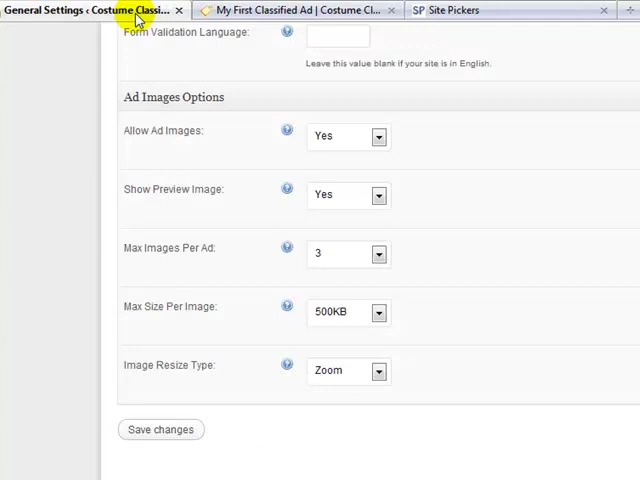 General Settings ‹ Costume Classi...
My First Classified Ad | Costume Cl...
SP Site Pickers
Form Validation Language:
Leave this value blank if your site is in English.
Ad Images Options
Allow Ad Images:
Yes
Show Preview Image:
Yes
Max Images Per Ad:
3
Max Size Per Image:
500KB
Image Resize Type:
Zoom
Save changes